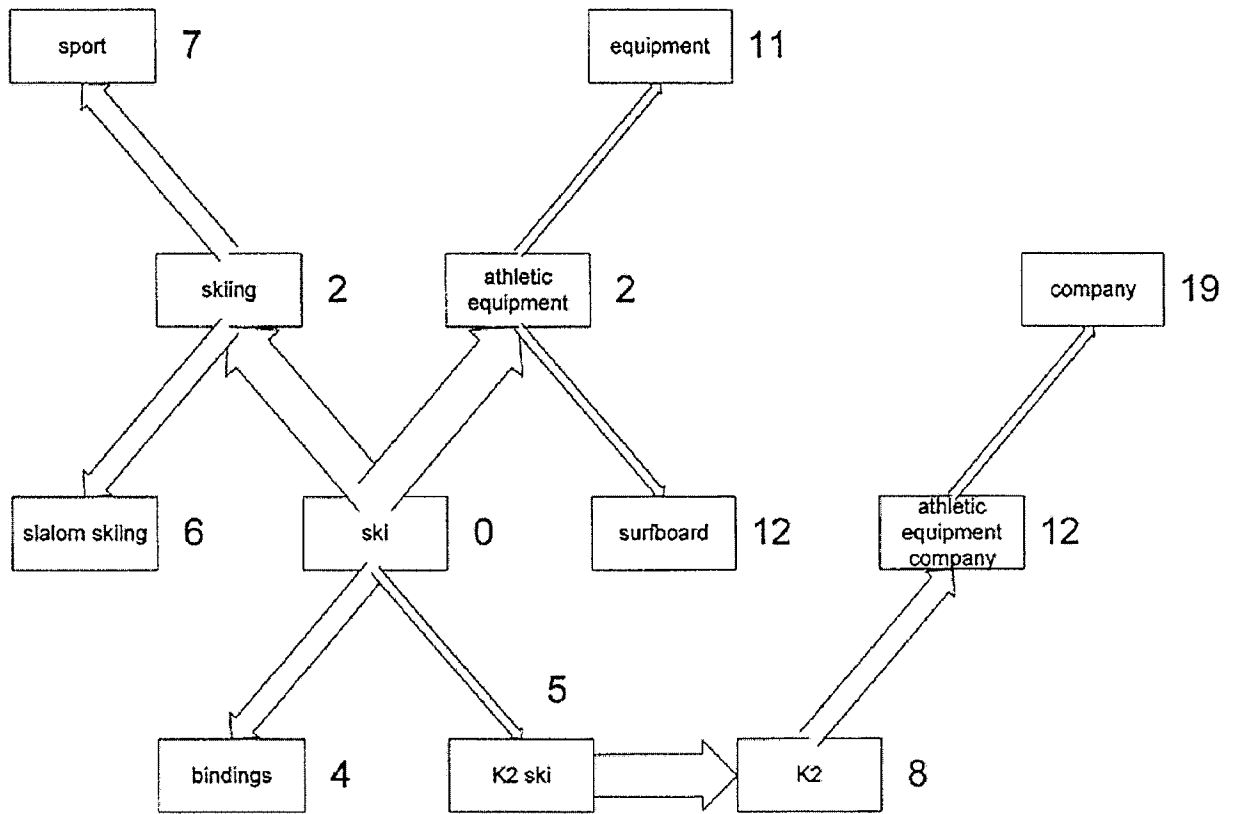 sport 7
equipment 11
skiing 2
athletic
equipment 2
company 19
slalom skiing 6
ski 0
surfboard 12
athletic
equipment
company 12
5
bindings 4
K2 ski
K2 8